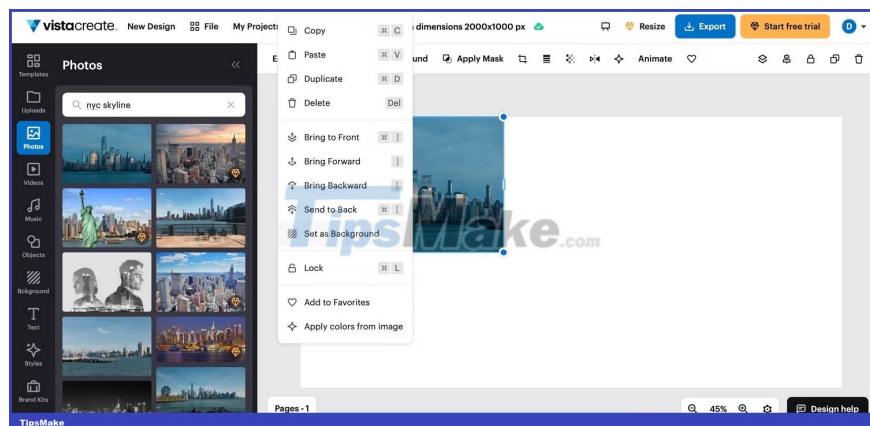 vistacreate. New Design File My Projects dimensions 2000x1000 px Resize Export Start free trial D
Templates
Uploads
Photos
Videos
Music
Objects
Bckground
Text
Styles
Brand Kits
Photos
nyc skyline
Copy ⌘ C
Paste ⌘ V
Duplicate ⌘ D
Delete Del
Bring to Front ⌘ ]
Bring Forward ]
Bring Backward [
Send to Back ⌘ [
Set as Background
Lock ⌘ L
Add to Favorites
Apply colors from image
Apply Mask Animate
TipsMake.com
Pages • 1
45%
Design help
TipsMake